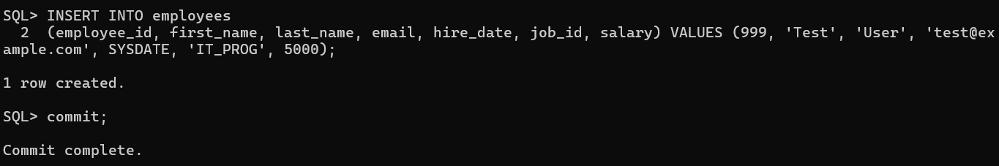 SQL> INSERT INTO employees
  2  (employee_id, first_name, last_name, email, hire_date, job_id, salary) VALUES (999, 'Test', 'User', 'test@ex
ample.com', SYSDATE, 'IT_PROG', 5000);
1 row created.
SQL> commit;
Commit complete.